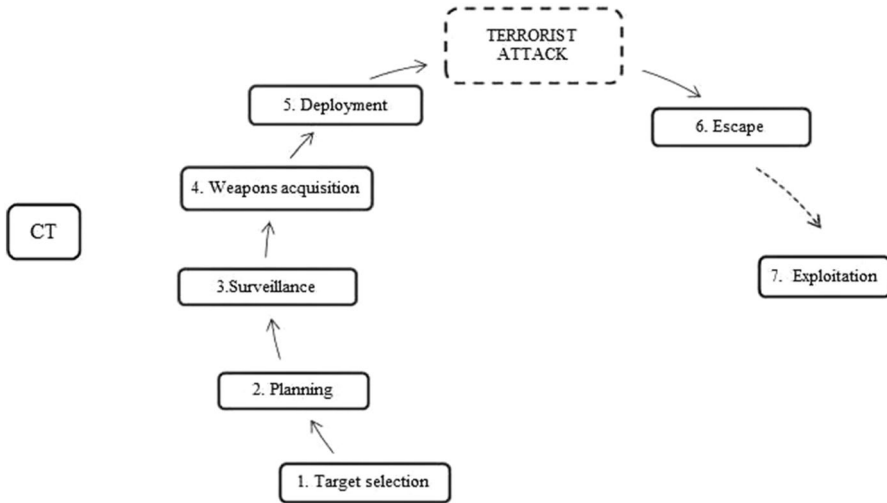 TERRORIST
ATTACK
5. Deployment
6. Escape
4. Weapons acquisition
CT
3.Surveillance
7. Exploitation
2. Planning
1. Target selection